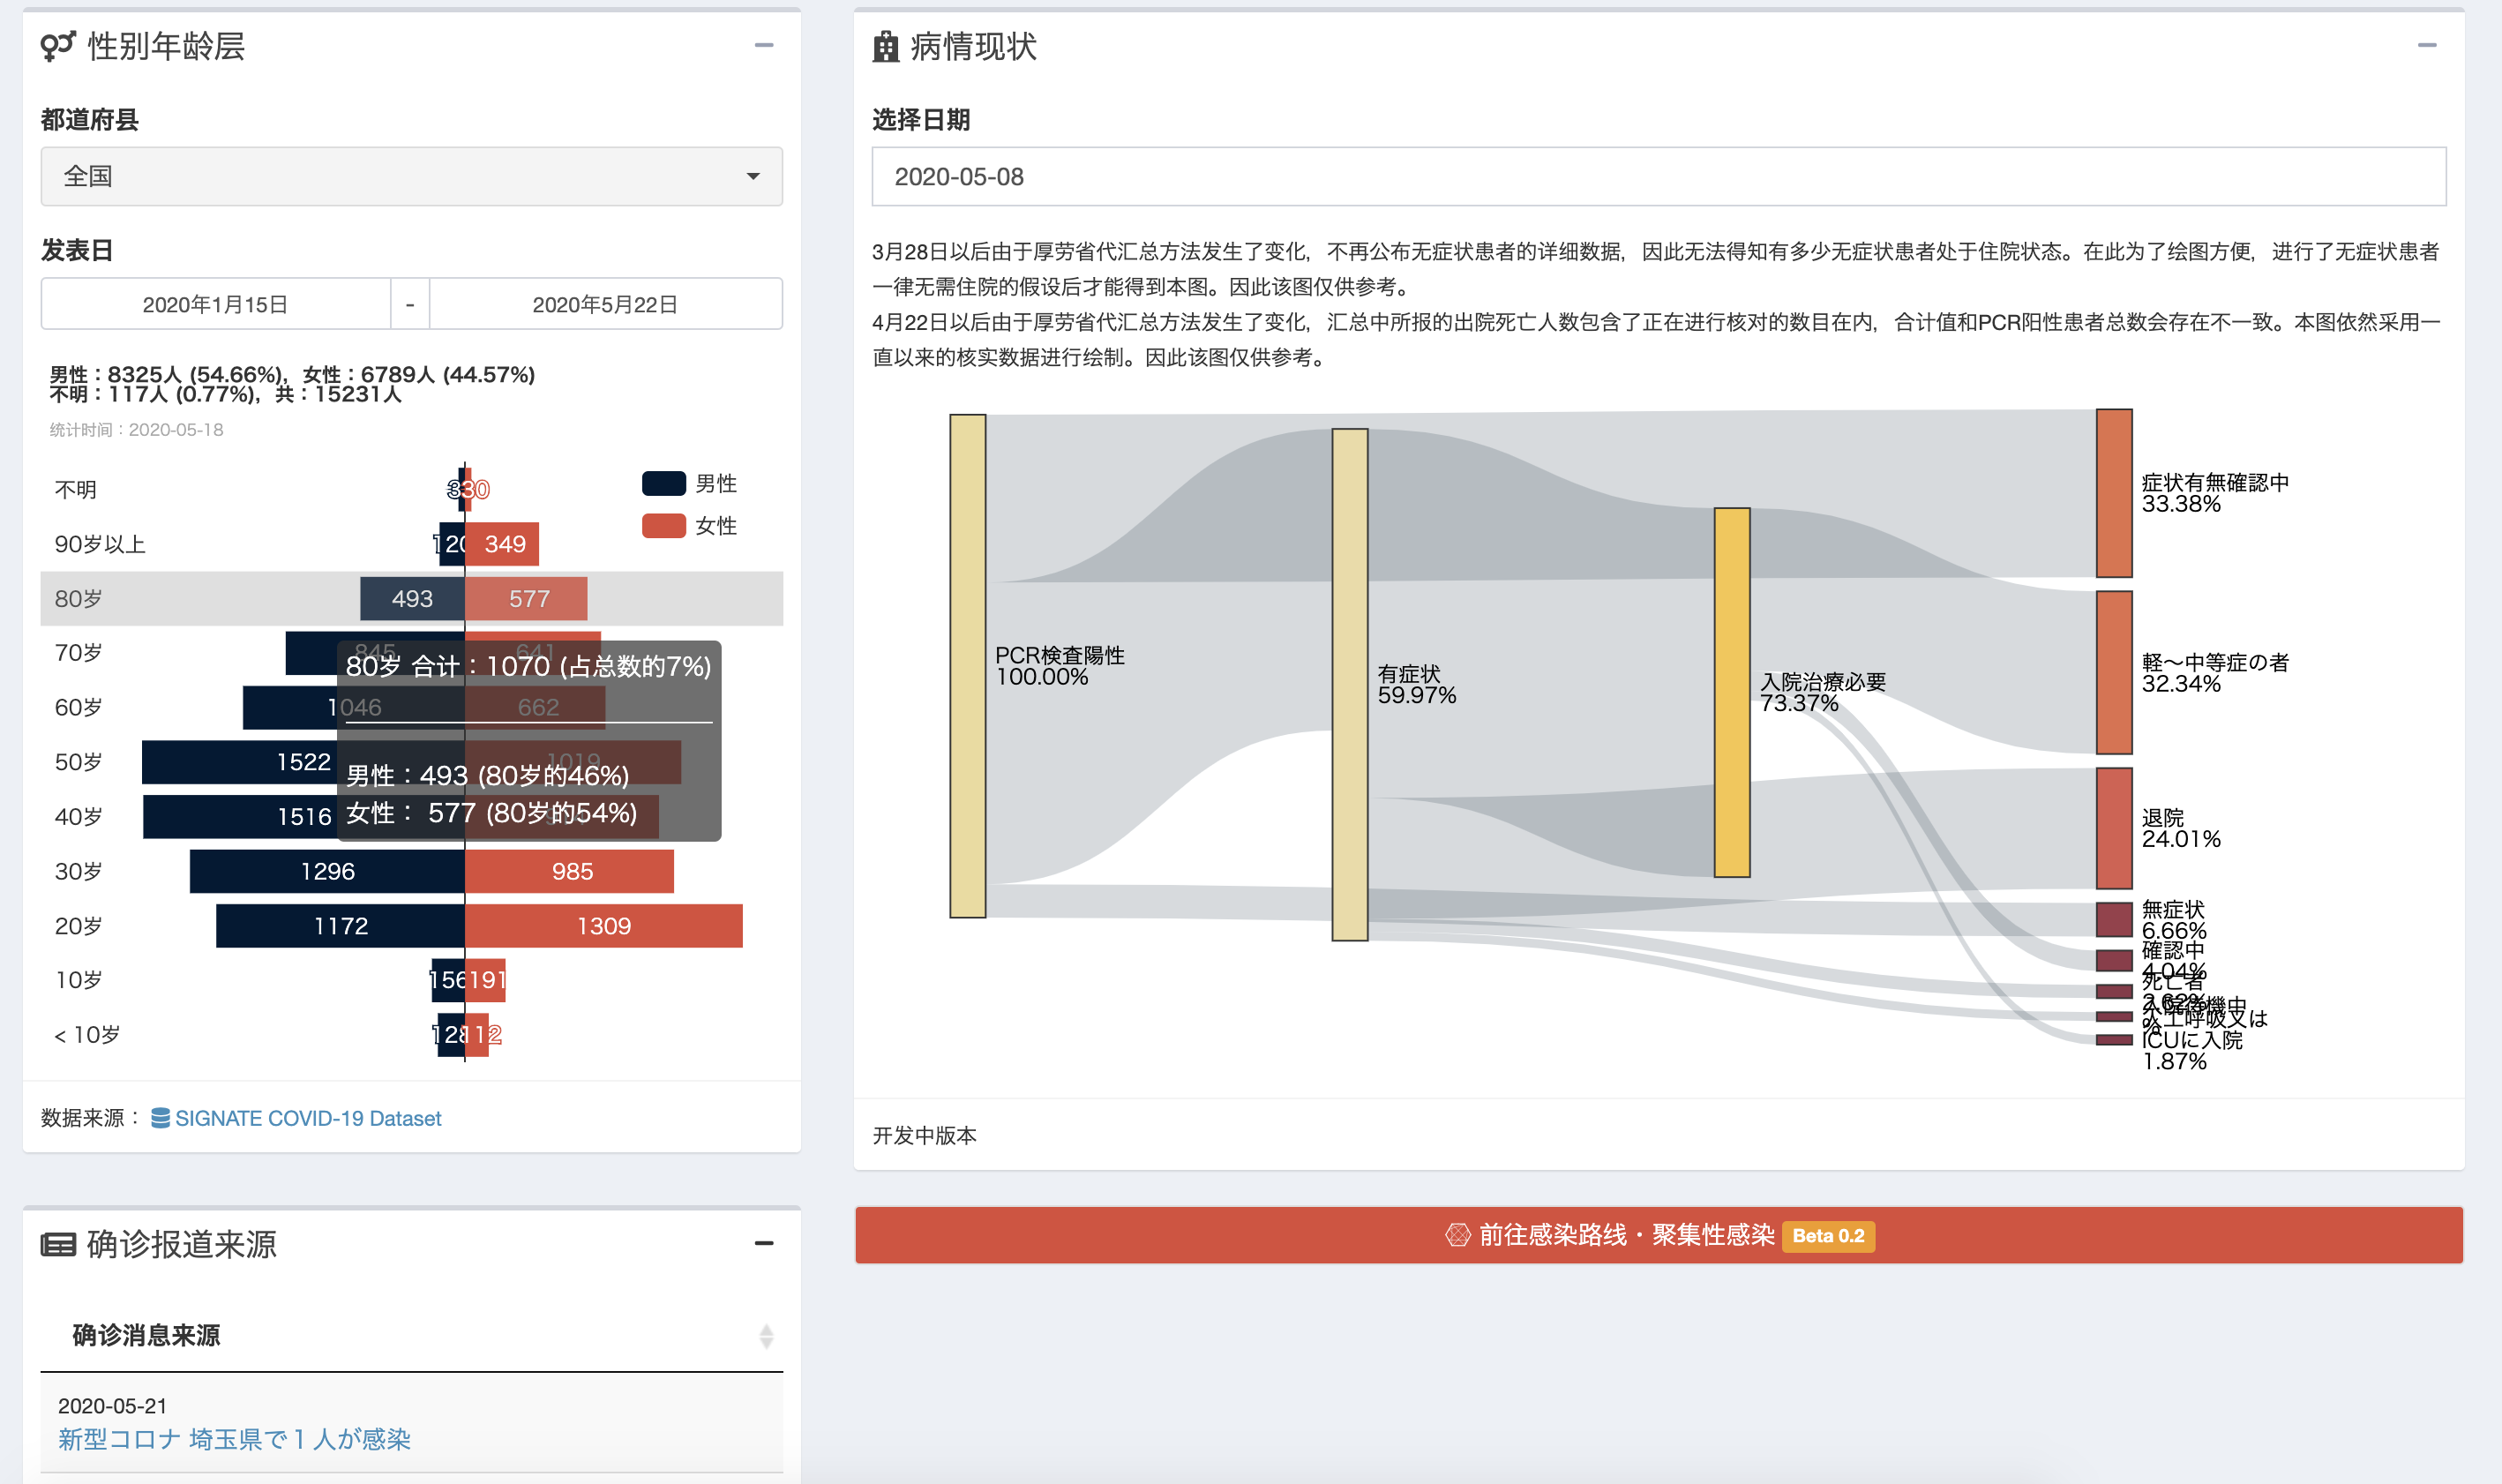 性别年龄层
都道府县
全国
发表日
2020年1月15日 - 2020年5月22日
男性：8325人 (54.66%)，女性：6789人 (44.57%)
不明：117人 (0.77%)，共：15231人
统计时间：2020-05-18
男性
女性
不明 30
90岁以上 120 349
80岁 493 577
70岁 845 641
60岁 1046 662
50岁 1522 1019
40岁 1516
30岁 1296 985
20岁 1172 1309
10岁 156 191
< 10岁 128 112
80岁 合计：1070 (占总数的7%)
男性：493 (80岁的46%)
女性： 577 (80岁的54%)
数据来源： SIGNATE COVID-19 Dataset
确诊报道来源
确诊消息来源
2020-05-21
新型コロナ 埼玉県で１人が感染
病情现状
选择日期
2020-05-08
3月28日以后由于厚劳省代汇总方法发生了变化，不再公布无症状患者的详细数据，因此无法得知有多少无症状患者处于住院状态。在此为了绘图方便，进行了无症状患者
一律无需住院的假设后才能得到本图。因此该图仅供参考。
4月22日以后由于厚劳省代汇总方法发生了变化，汇总中所报的出院死亡人数包含了正在进行核对的数目在内，合计值和PCR阳性患者总数会存在不一致。本图依然采用一
直以来的核实数据进行绘制。因此该图仅供参考。
PCR検査陽性
100.00%
有症状
59.97%
入院治療必要
73.37%
症状有無確認中
33.38%
軽〜中等症の者
32.34%
退院
24.01%
無症状
6.66%
確認中
4.04%
死亡者
2.62%
入院待機中
人工呼吸又は
ICUに入院
1.87%
开发中版本
前往感染路线・聚集性感染 Beta 0.2